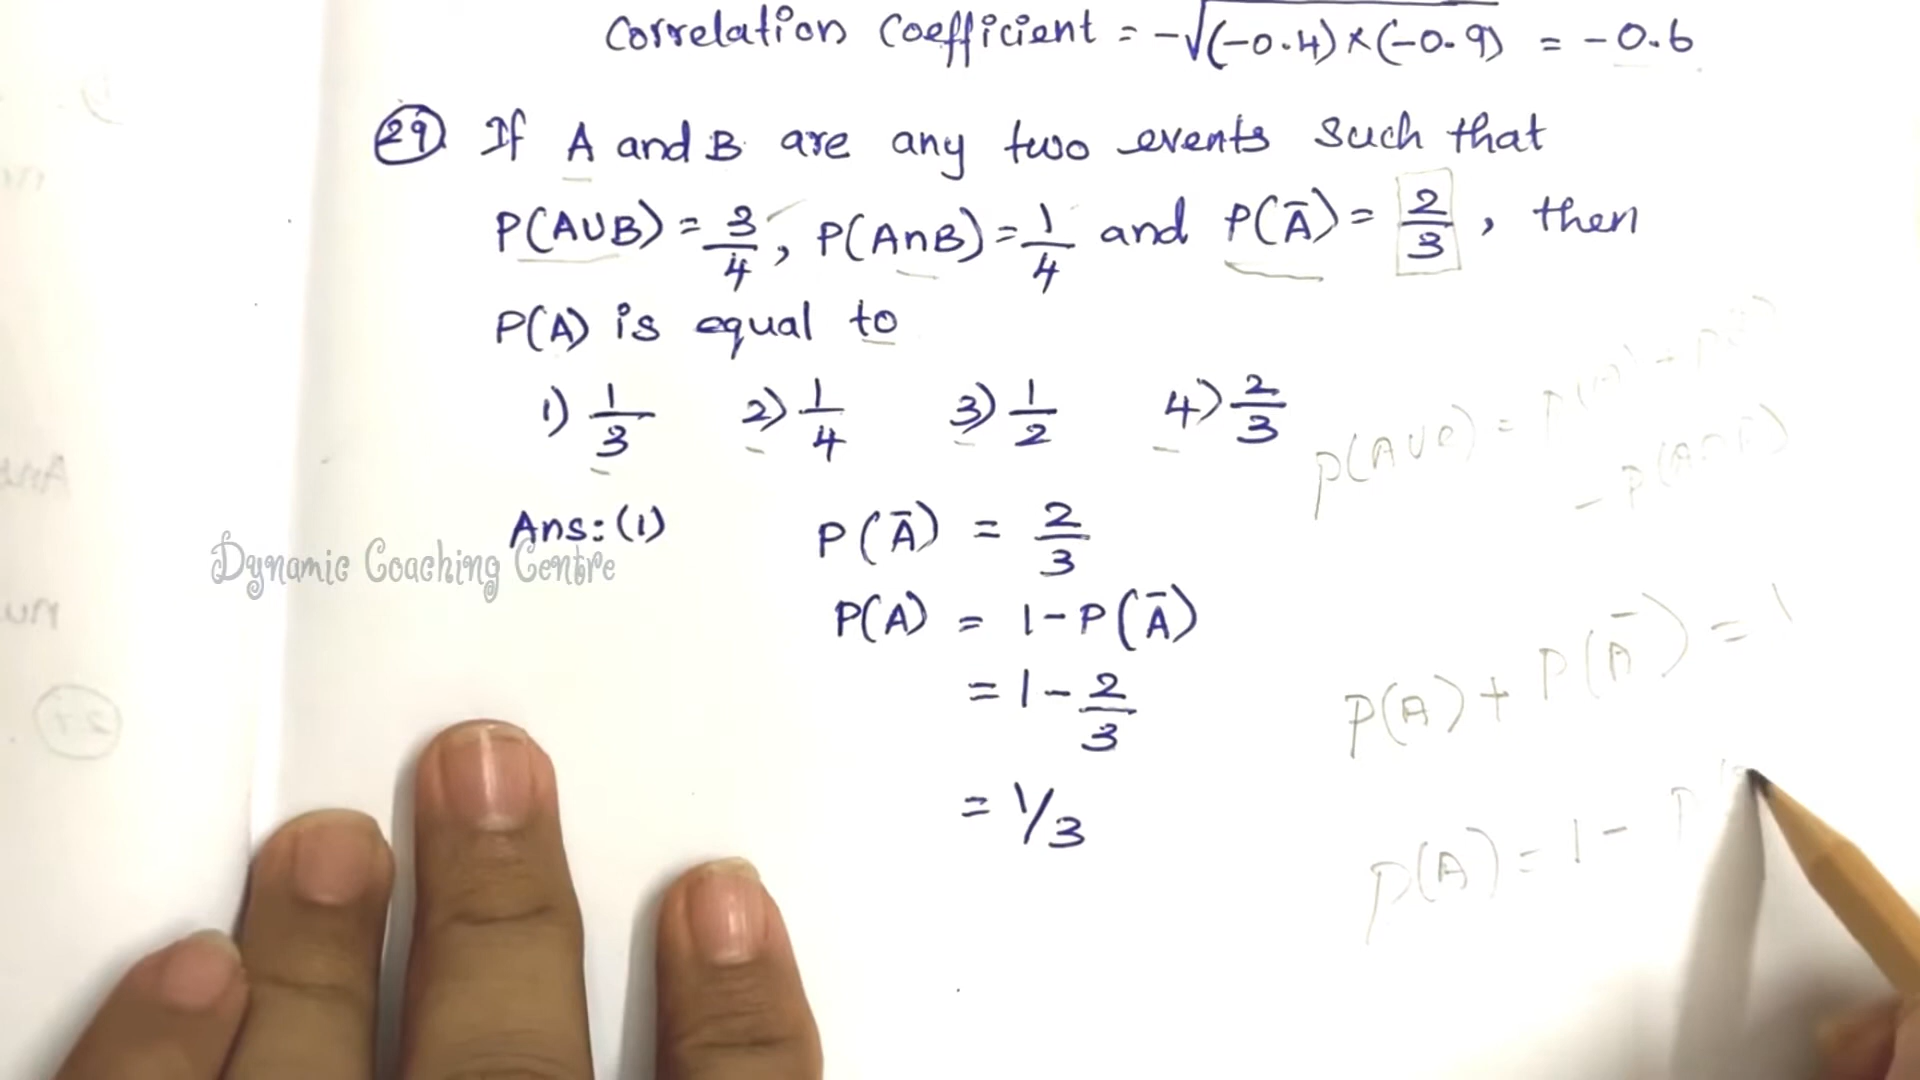 Correlation Coefficient = -√(-0.4)×(-0.9) = -0.6
29 If A and B are any two events such that
P(A∪B) = 3/4, P(A∩B) = 1/4 and P(Ā) = 2/3, then
P(A) is equal to
1) 1/3 2) 1/4 3) 1/2 4) 2/3
Ans: (1) P(Ā) = 2/3
Dynamic Coaching Centre
P(A) = 1 - P(Ā)
= 1 - 2/3
= 1/3
P(A) + P(Ā) = 1
P(A) = 1 - P